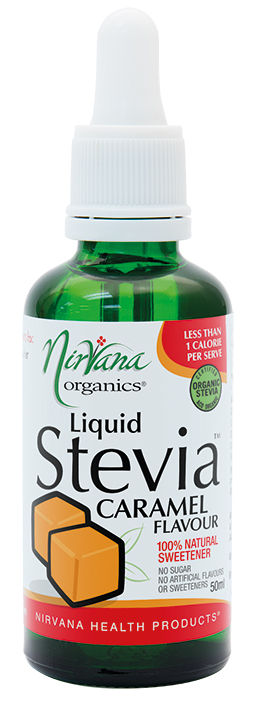 LESS THAN
1 CALORIE
PER SERVE
Nirvana
organics®
CERTIFIED
ORGANIC
STEVIA
Liquid
Stevia™
CARAMEL
FLAVOUR
100% NATURAL
SWEETENER
NO SUGAR
NO ARTIFICIAL FLAVOURS
OR SWEETENERS
50ml
NIRVANA HEALTH PRODUCTS®